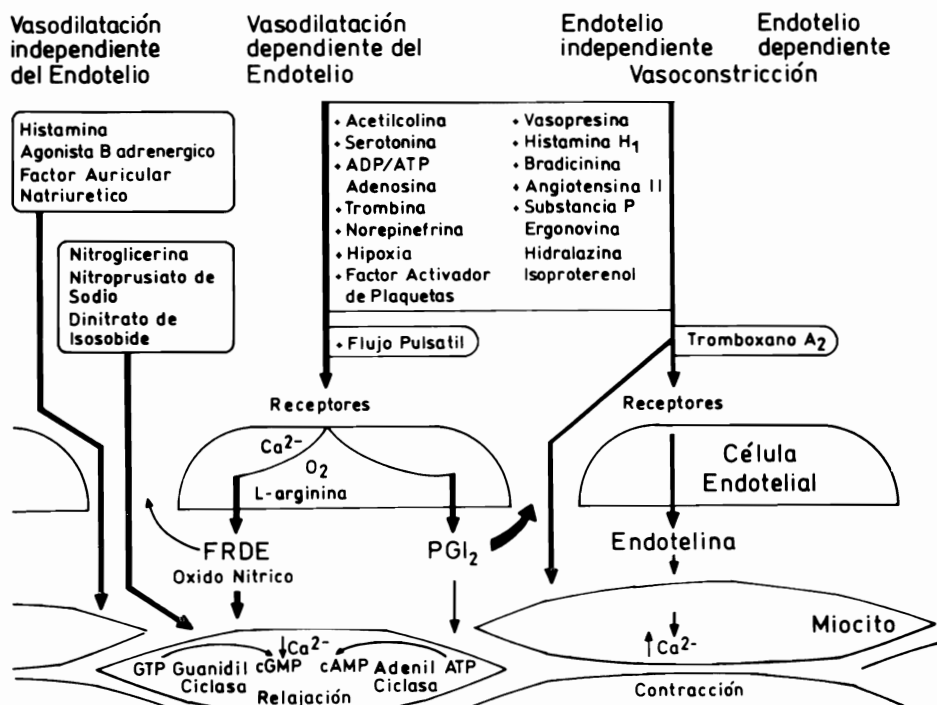 Vasodilatación
independiente
del Endotelio
Vasodilatación
dependiente del
Endotelio
Endotelio
independiente
Endotelio
dependiente
Vasoconstricción
Histamina
Agonista B adrenergico
Factor Auricular
Natriuretico
Nitroglicerina
Nitroprusiato de
Sodio
Dinitrato de
Isosobide
+ Acetilcolina
+ Serotonina
+ ADP/ATP
Adenosina
+ Trombina
+ Norepinefrina
+ Hipoxia
+ Factor Activador
de Plaquetas
+ Vasopresina
+ Histamina H1
+ Bradicinina
+ Angiotensina II
+ Substancia P
Ergonovina
Hidralazina
Isoproterenol
+ Flujo Pulsatil
Tromboxano A2
Receptores
Receptores
Ca2-
O2
L-arginina
Célula
Endotelial
FRDE
Oxido Nitrico
PGI2
Endotelina
Miocito
↓Ca2-
GTP Guanidil cGMP cAMP Adenil ATP
Ciclasa Ciclasa
Relajación
↑Ca2-
Contracción